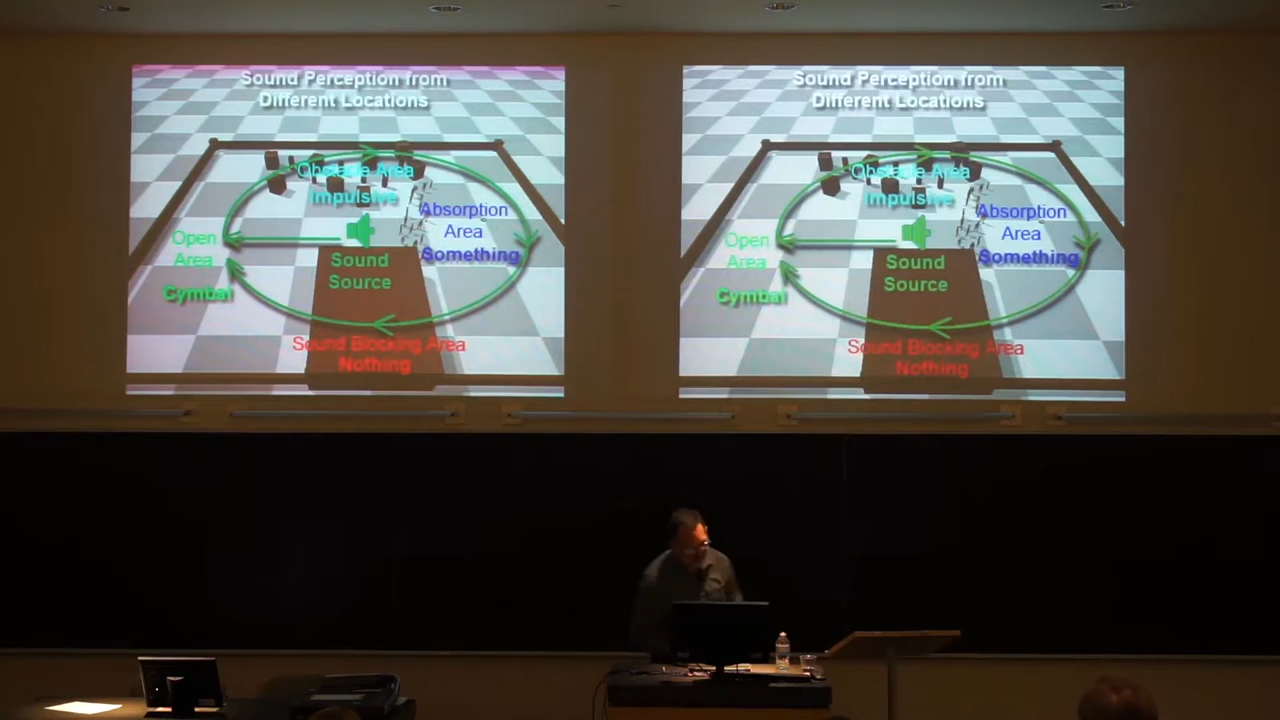 Sound Perception from
Different Locations
Obstacle Area
Impulsive
Absorption
Area
Something
Open
Area
Cymbal
Sound
Source
Sound Blocking Area
Nothing
Sound Perception from
Different Locations
Obstacle Area
Impulsive
Absorption
Area
Something
Open
Area
Cymbal
Sound
Source
Sound Blocking Area
Nothing